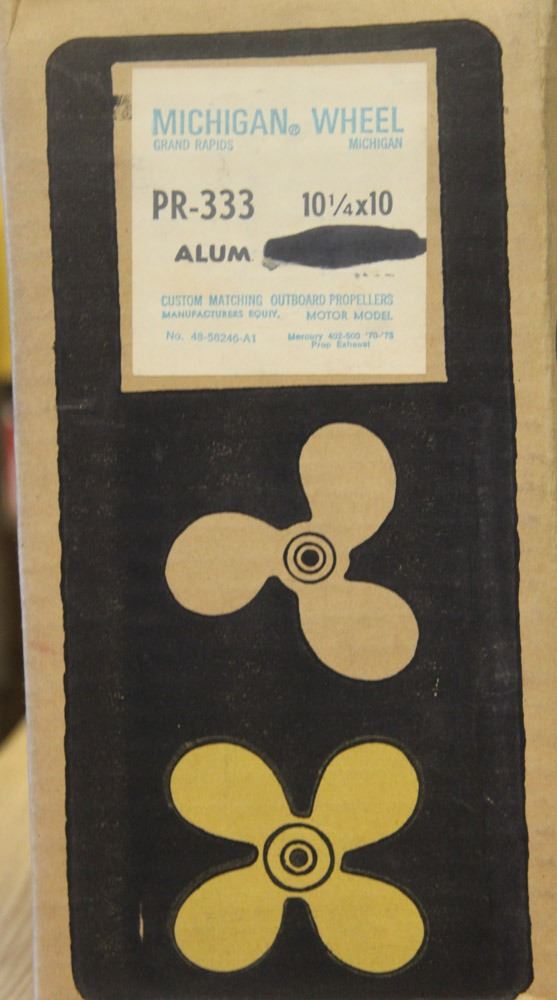 MICHIGAN® WHEEL
GRAND RAPIDS MICHIGAN
PR-333 10¼x10
ALUM.
CUSTOM MATCHING OUTBOARD PROPELLERS
MANUFACTURERS EQUIV. MOTOR MODEL
No. 48-56246-A1 Mercury 402-500 '70-'75
Prop Exhaust